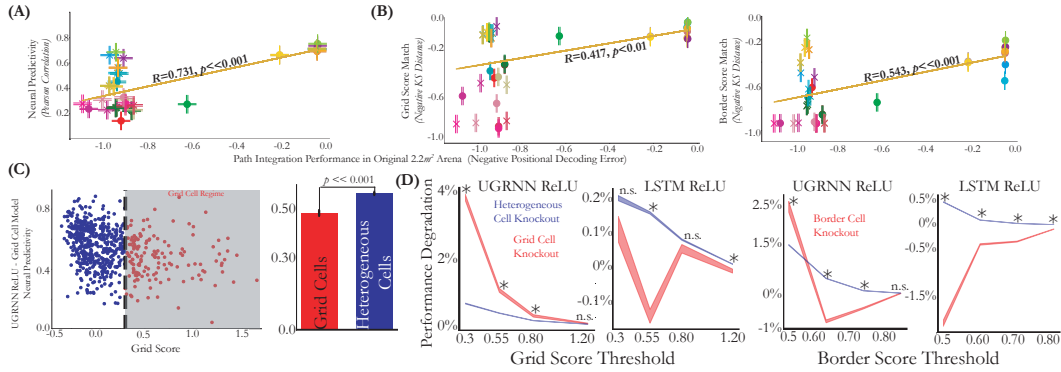 (A)
Neural Predictivity
(Pearson Correlation)
0.8
0.6
0.4
0.2
0.0
R=0.731, p<<0.001
-1.0 -0.8 -0.6 -0.4 -0.2 0.0
(B)
Grid Score Match
(Negative KS Distance)
0.0
-0.2
-0.6
-1.0
R=0.417, p<0.01
-1.0 -0.8 -0.6 -0.4 -0.2 0.0
Border Score Match
(Negative KS Distance)
0.0
-0.2
-0.6
-1.0
R=0.543, p<<0.001
-1.0 -0.8 -0.6 -0.4 -0.2 0.0
Path Integration Performance in Original 2.2m² Arena (Negative Positional Decoding Error)
(C)
UGRNN ReLU - Grid Cell Model
Neural Predictivity
0.8
0.4
0.0
Grid Cell Regime
-0.5 0.0 0.5 1.0 1.5
Grid Score
p << 0.001
0.50
0.25
0.0
Grid Cells
Heterogeneous
Cells
(D)
Performance Degradation
UGRNN ReLU
Heterogeneous
Cell Knockout
Grid Cell
Knockout
4%
2%
0%
* * * n.s.
0.3 0.55 0.80 1.20
LSTM ReLU
0.2%
0.1%
0%
-0.1%
n.s. * n.s. *
0.3 0.55 0.80 1.20
Grid Score Threshold
UGRNN ReLU
Border Cell
Knockout
2.5%
1.5%
0%
-1%
* * * n.s.
0.5 0.60 0.70 0.80
LSTM ReLU
0.5%
-0.5%
-1.5%
* * * *
0.5 0.60 0.70 0.80
Border Score Threshold